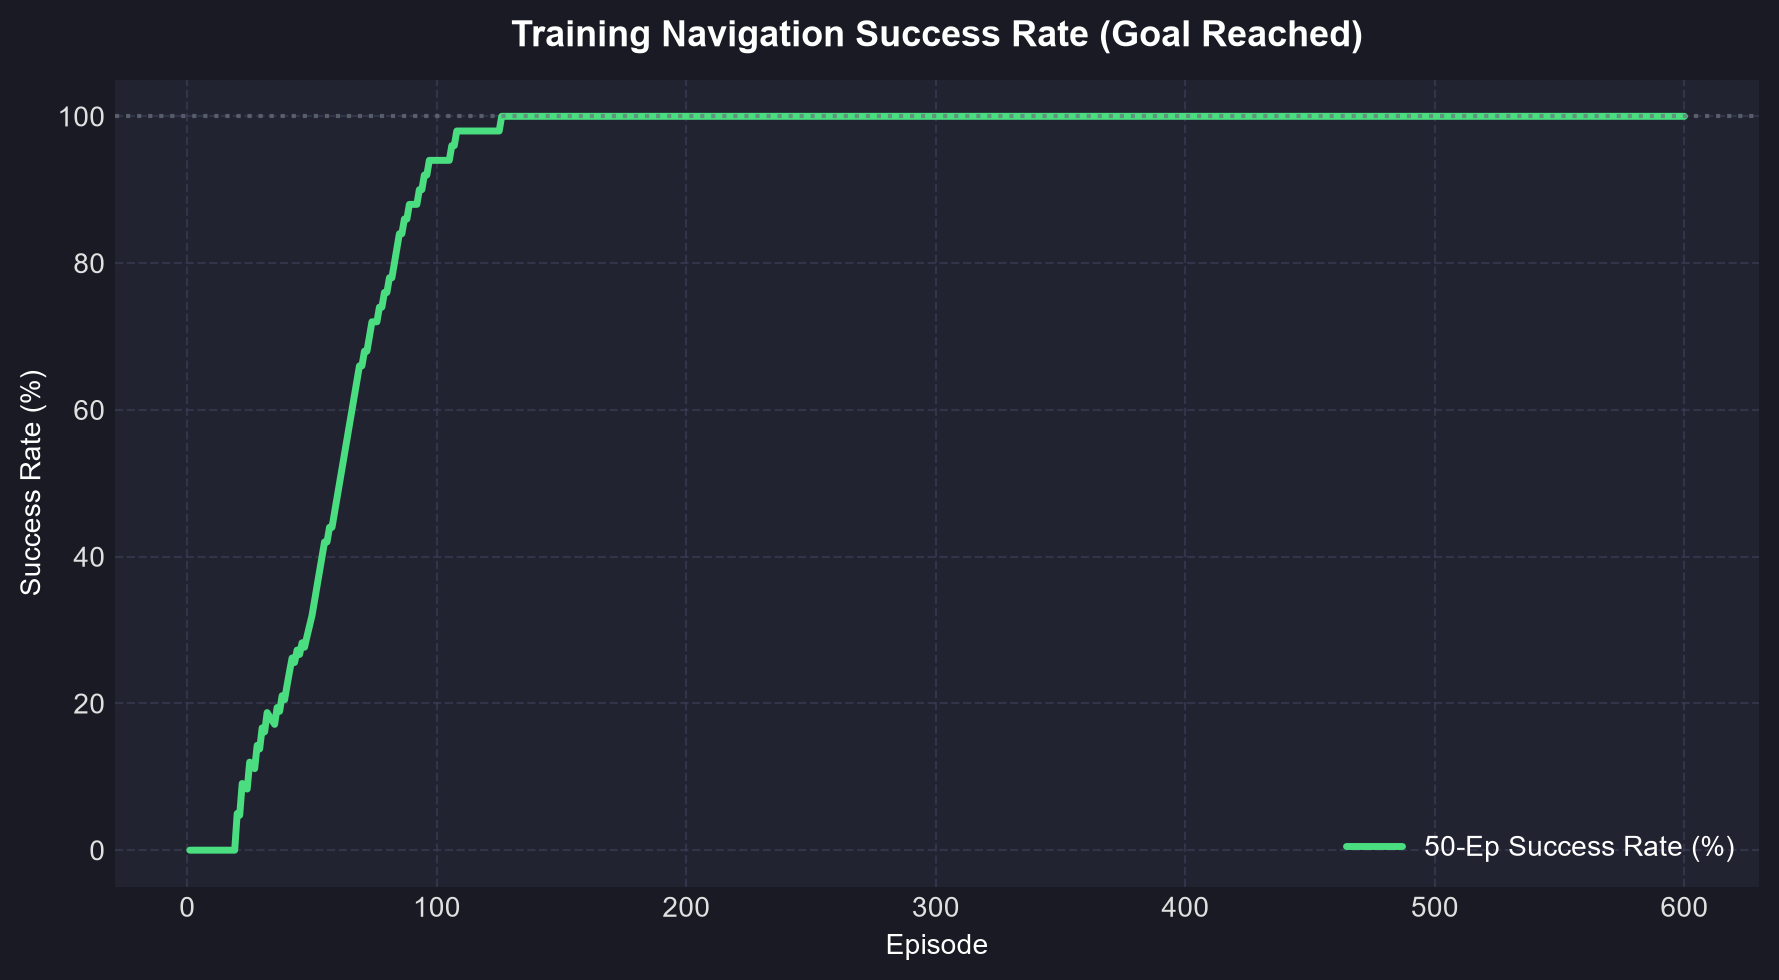 Training Navigation Success Rate (Goal Reached)
Success Rate (%)
100
80
60
40
20
0
50-Ep Success Rate (%)
0 100 200 300 400 500 600
Episode